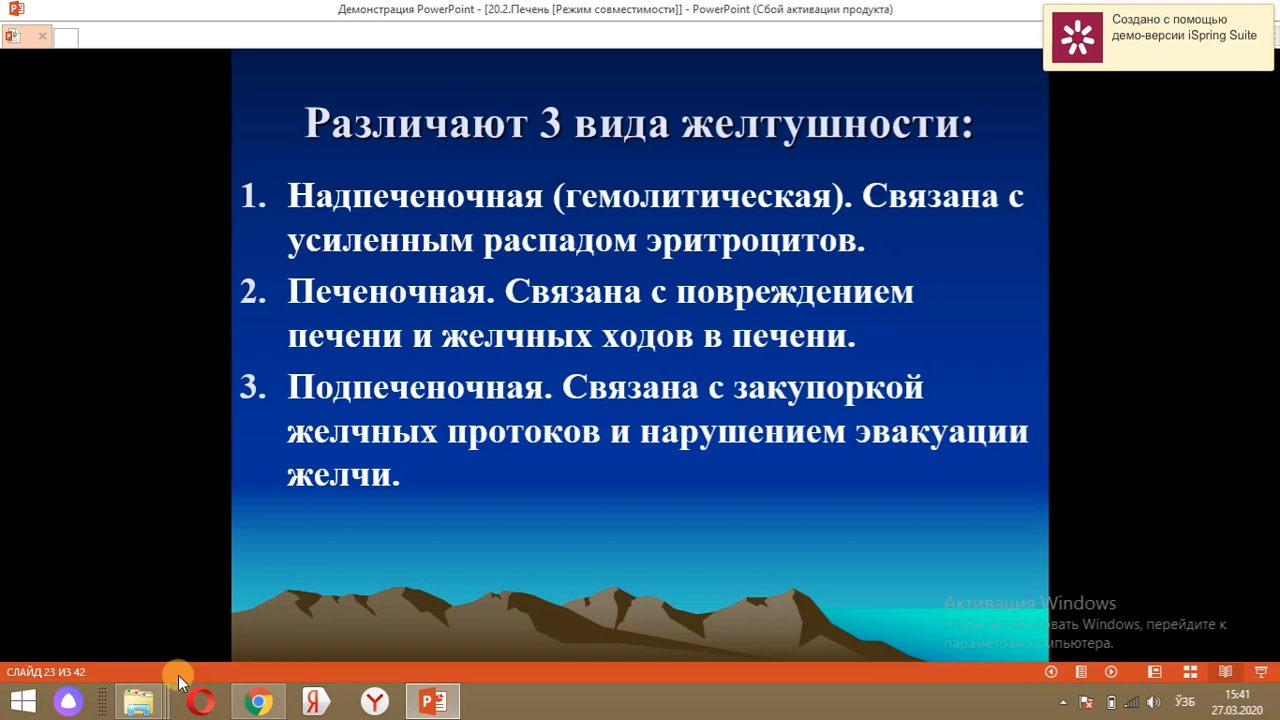 Демонстрация PowerPoint - [20.2.Печень [Режим совместимости]] - PowerPoint (Сбой активации продукта)
Создано с помощью
демо-версии iSpring Suite
Различают 3 вида желтушности:
1. Надпеченочная (гемолитическая). Связана с
усиленным распадом эритроцитов.
2. Печеночная. Связана с повреждением
печени и желчных ходов в печени.
3. Подпеченочная. Связана с закупоркой
желчных протоков и нарушением эвакуации
желчи.
Активация Windows
Чтобы активировать Windows, перейдите к
параметрам компьютера.
СЛАЙД 23 ИЗ 42
ЎЗБ
15:41
27.03.2020